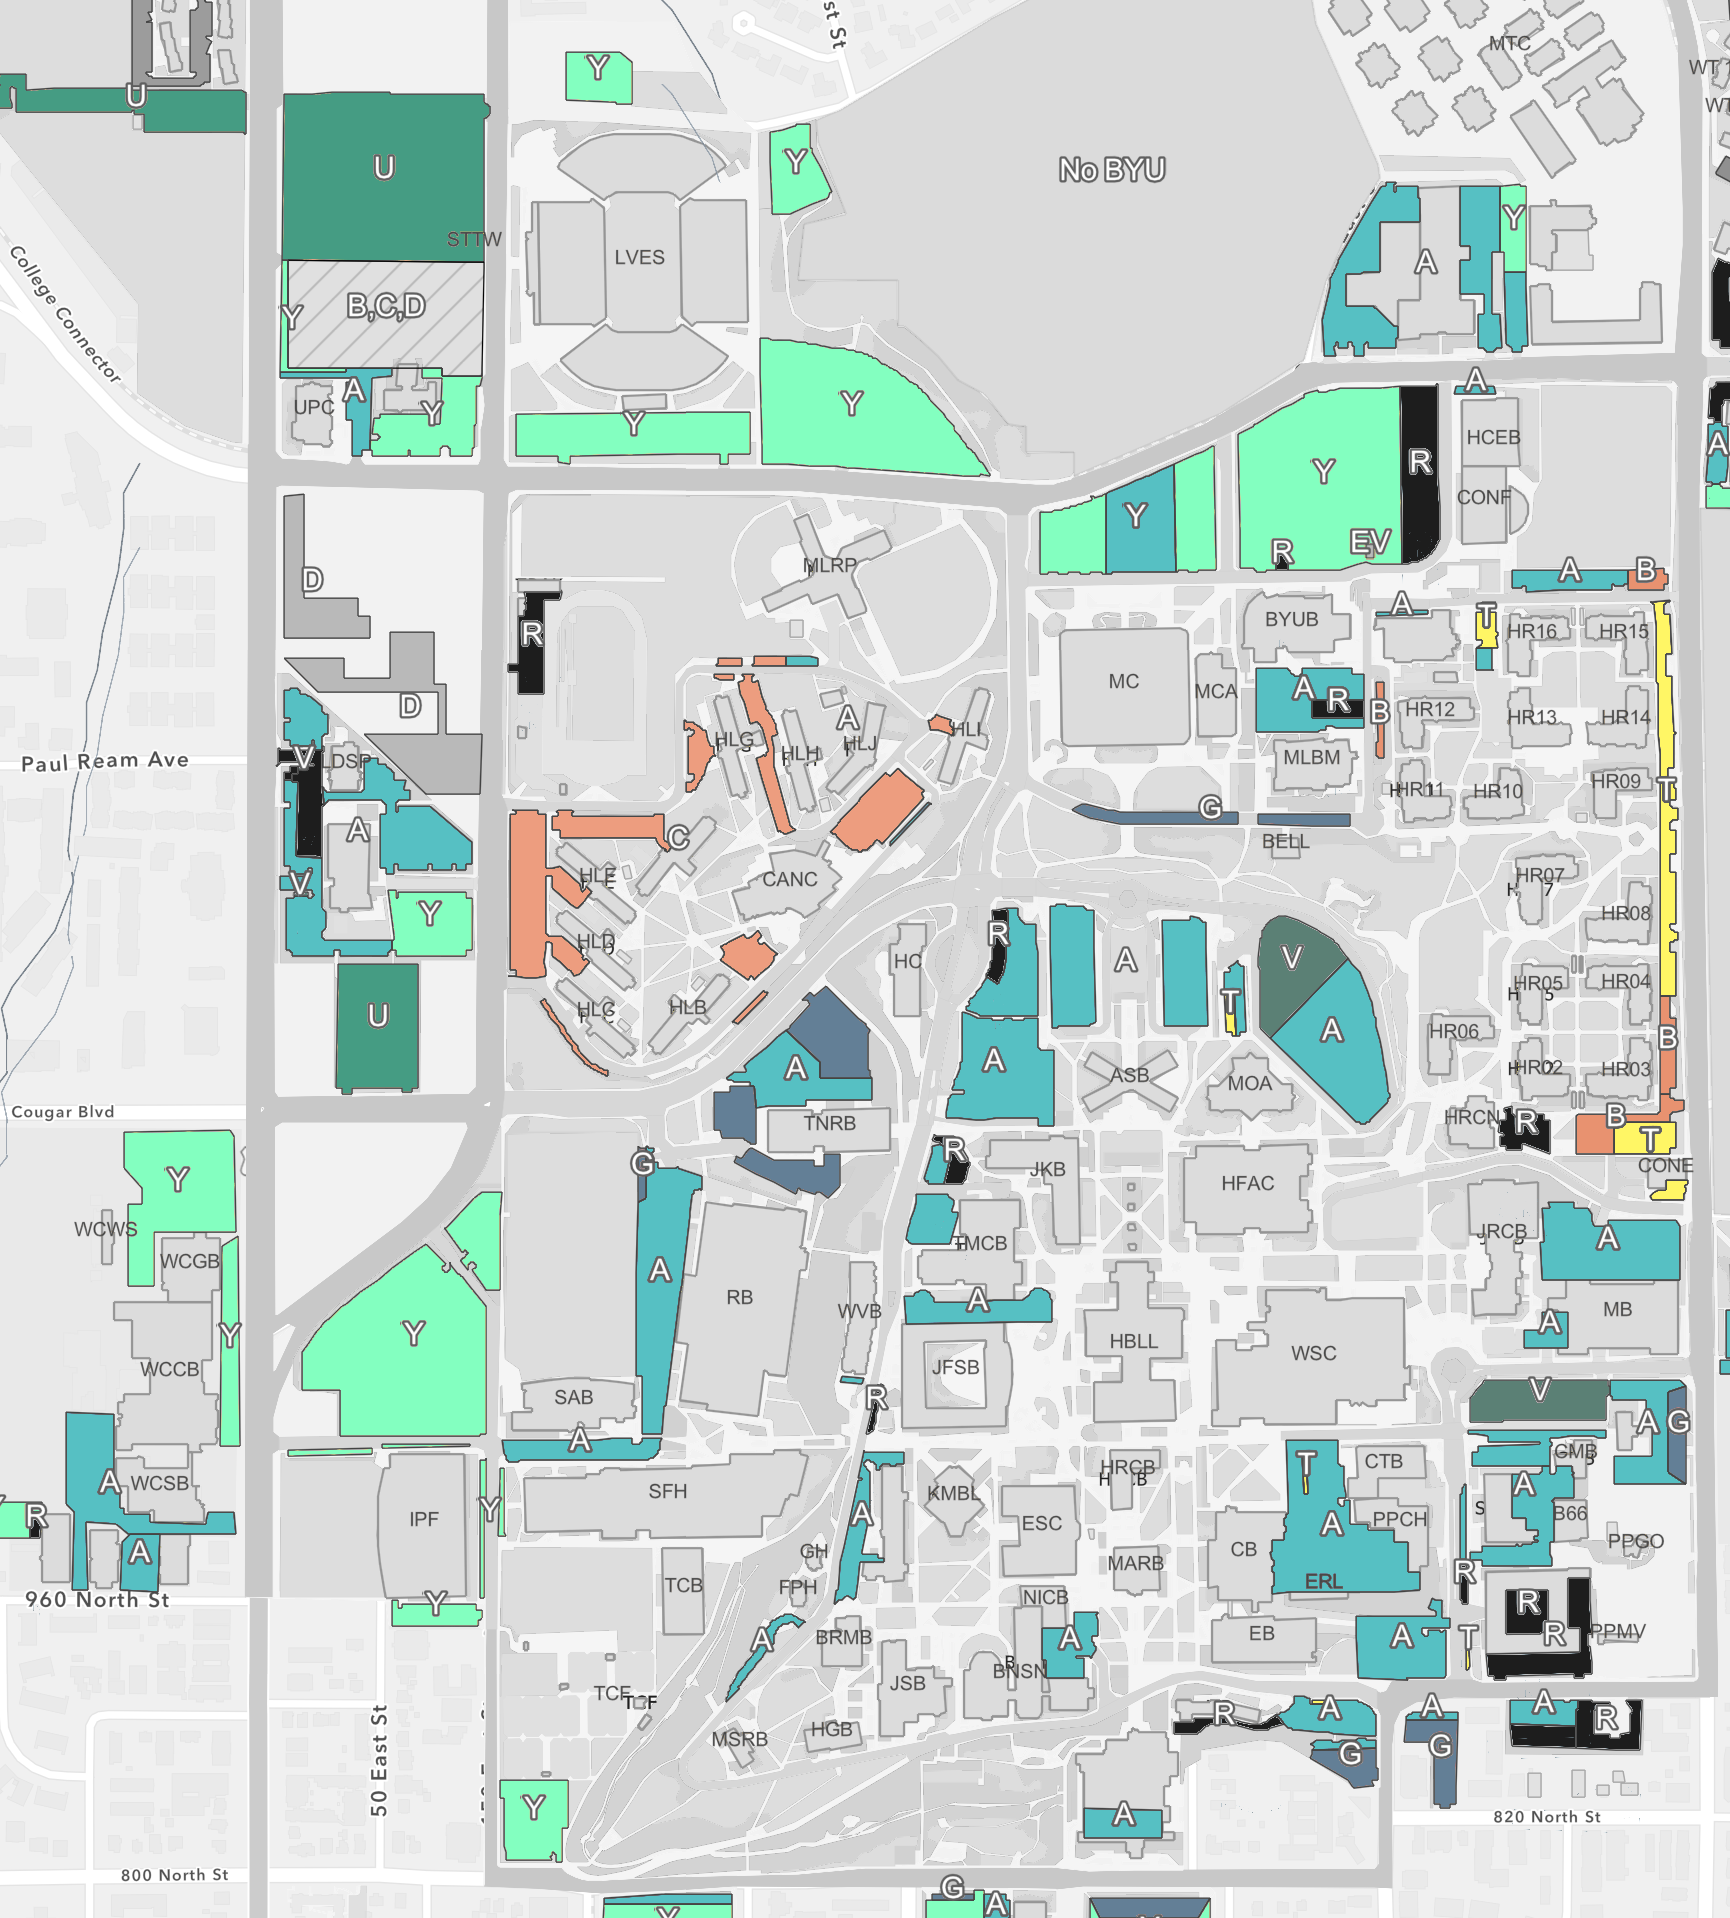 st St
MTC
WT 1
WT
Y
U
Y
No BYU
U
Y
STTW
LVES
A
College Connector
B,C,D
Y
A
A
UPC
Y
Y
Y
R
HCEB
A
Y
CONF
Y
R
EV
A
B
MLRP
D
A
T
BYUB
HR16
HR15
R
MC
MCA
A
R
B
HR12
HR13
HR14
D
A
HLI
HLG
HLH
HLJ
V
LDSP
Paul Ream Ave
MLBM
HR11
HR10
HR09
T
G
A
C
BELL
CANC
HLE
V
Y
HR07
HR08
R
HLD
HC
A
V
HR05
HR04
HLC
HLB
T
U
A
A
HR06
B
A
ASB
MOA
HR02
HR03
Cougar Blvd
TNRB
HRCN
R
B
T
R
G
JKB
CONE
Y
HFAC
WCWS
TMCB
JRCB
A
WCGB
A
RB
WVB
A
MB
A
Y
Y
HBLL
WSC
WCCB
JFSB
SAB
R
V
A
G
A
GMB
T
CTB
HRCB
A
WCSB
SFH
KMBL
A
Y
R
IPF
A
ESC
PPCH
A
S
B66
PPGO
A
GH
CB
MARB
TCB
FPH
ERL
R
960 North St
Y
NICB
R
R
A
BRMB
A
EB
A
T
PPMV
BNSN
JSB
TCF
TCF
50 East St
MSRB
HGB
R
A
A
A
R
G
G
Y
A
820 North St
800 North St
G
A
Y